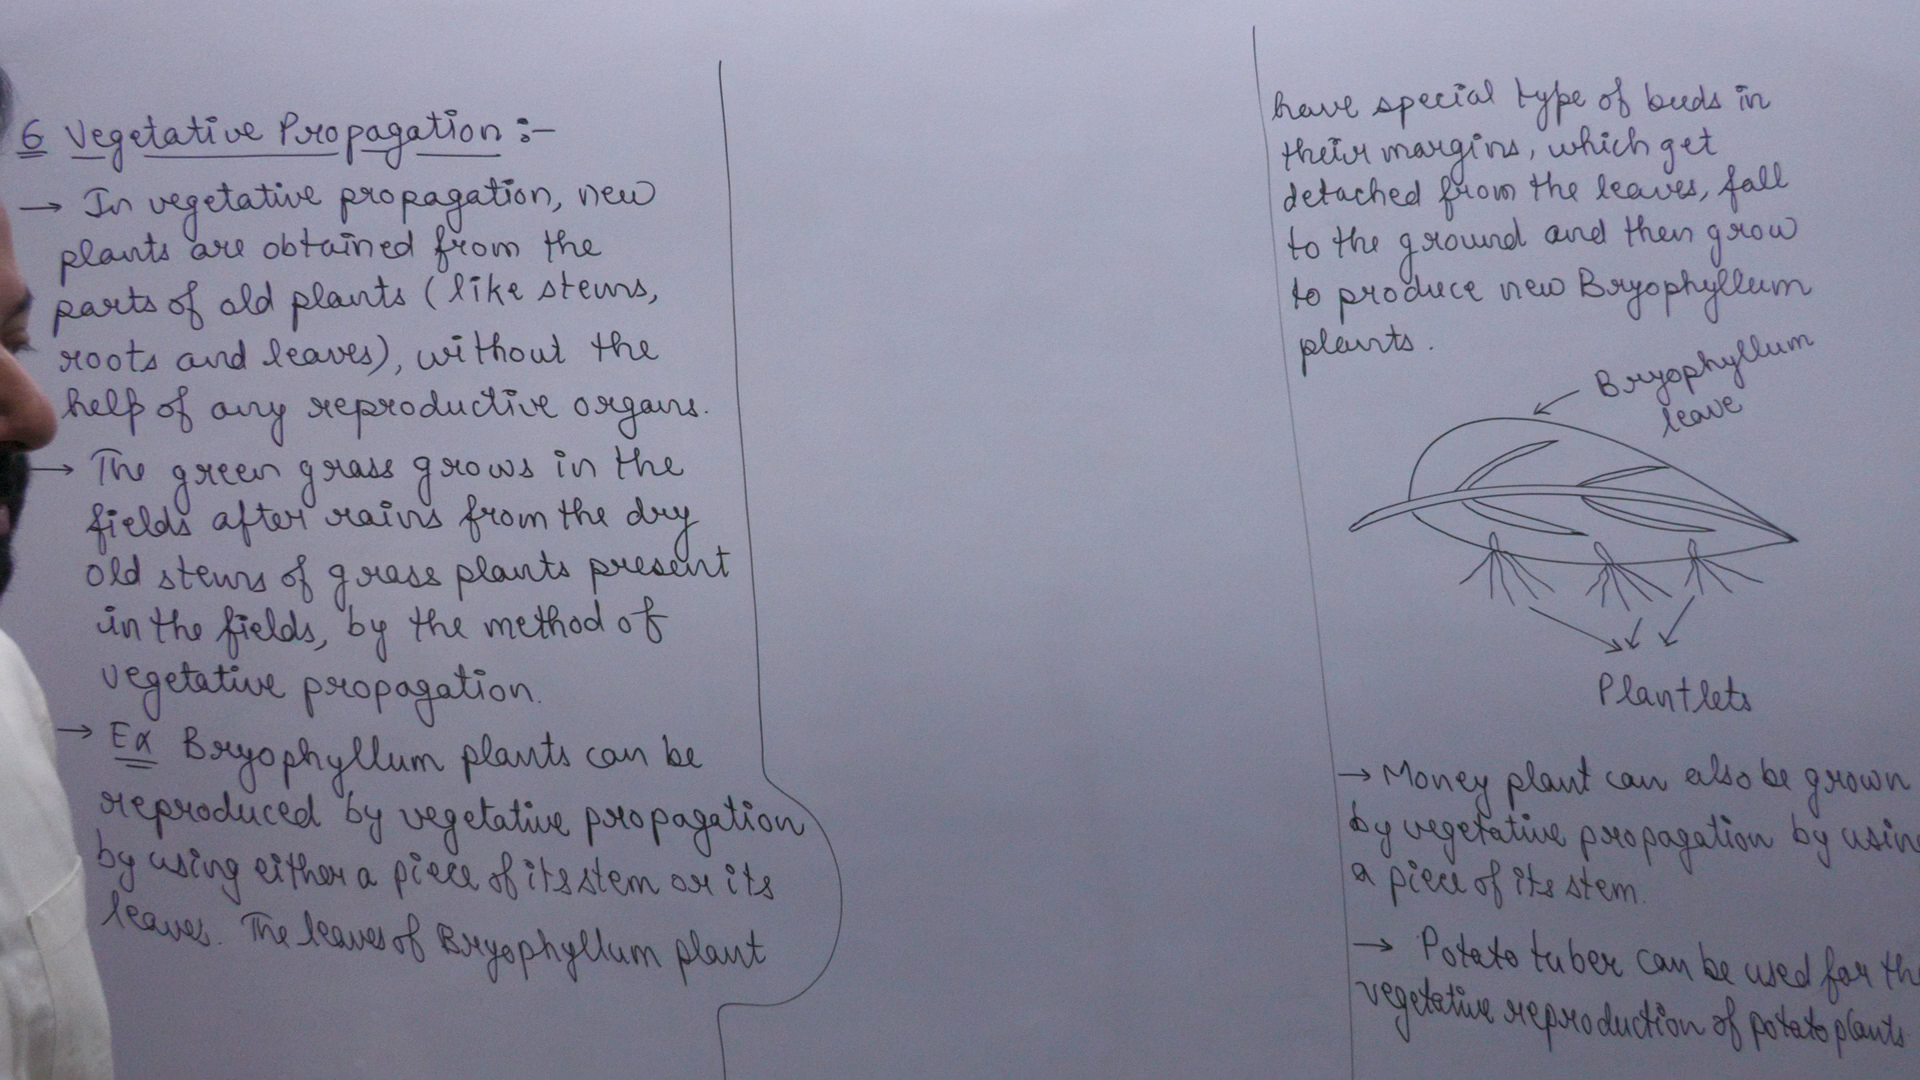 6 Vegetative Propagation :-
→ In vegetative propagation, new
plants are obtained from the
parts of old plants (like stems,
roots and leaves), without the
help of any reproductive organs.
→ The green grass grows in the
fields after rains from the dry
old stems of grass plants present
in the fields, by the method of
vegetative propagation.
→ Ex Bryophyllum plants can be
reproduced by vegetative propagation
by using either a piece of its stem or its
leaves. The leaves of Bryophyllum plant
have special type of buds in
their margins, which get
detached from the leaves, fall
to the ground and then grow
to produce new Bryophyllum
plants.
Bryophyllum
leave
Plantlets
→ Money plant can also be grown
by vegetative propagation by usin
a piece of its stem.
→ Potato tuber can be used for th
vegetative reproduction of potato plants